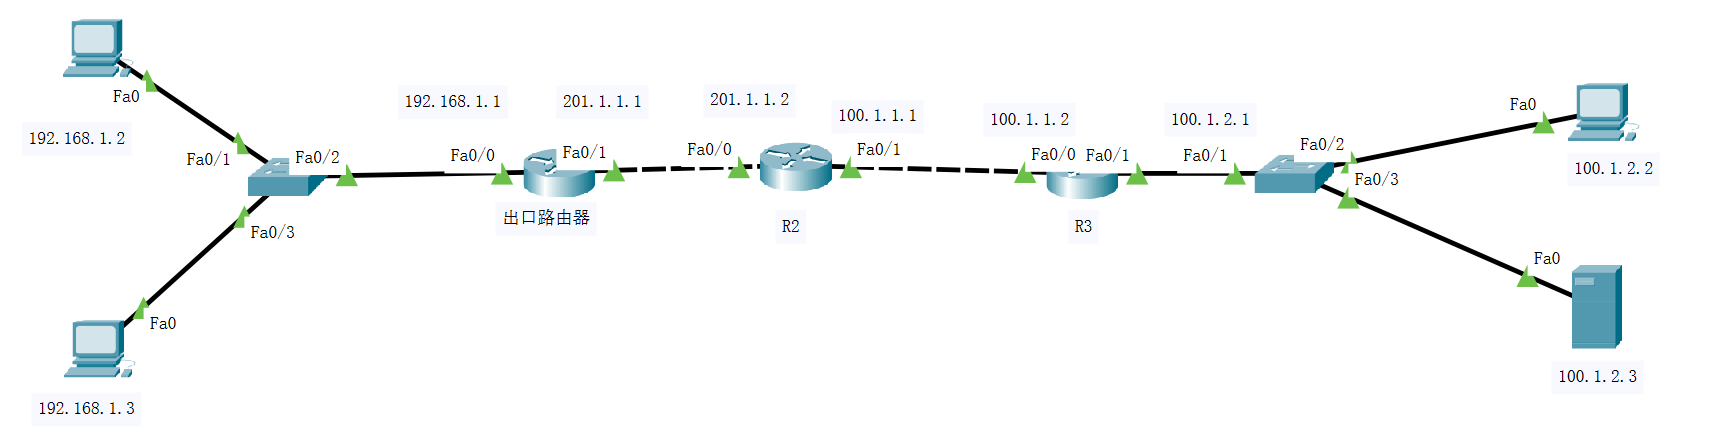 Fa0
192.168.1.2
Fa0/1
Fa0/2
Fa0/3
Fa0
192.168.1.3
192.168.1.1
Fa0/0
201.1.1.1
Fa0/1
出口路由器
201.1.1.2
Fa0/0
100.1.1.1
Fa0/1
R2
100.1.1.2
Fa0/0
Fa0/1
R3
100.1.2.1
Fa0/1
Fa0/2
Fa0/3
Fa0
100.1.2.2
Fa0
100.1.2.3